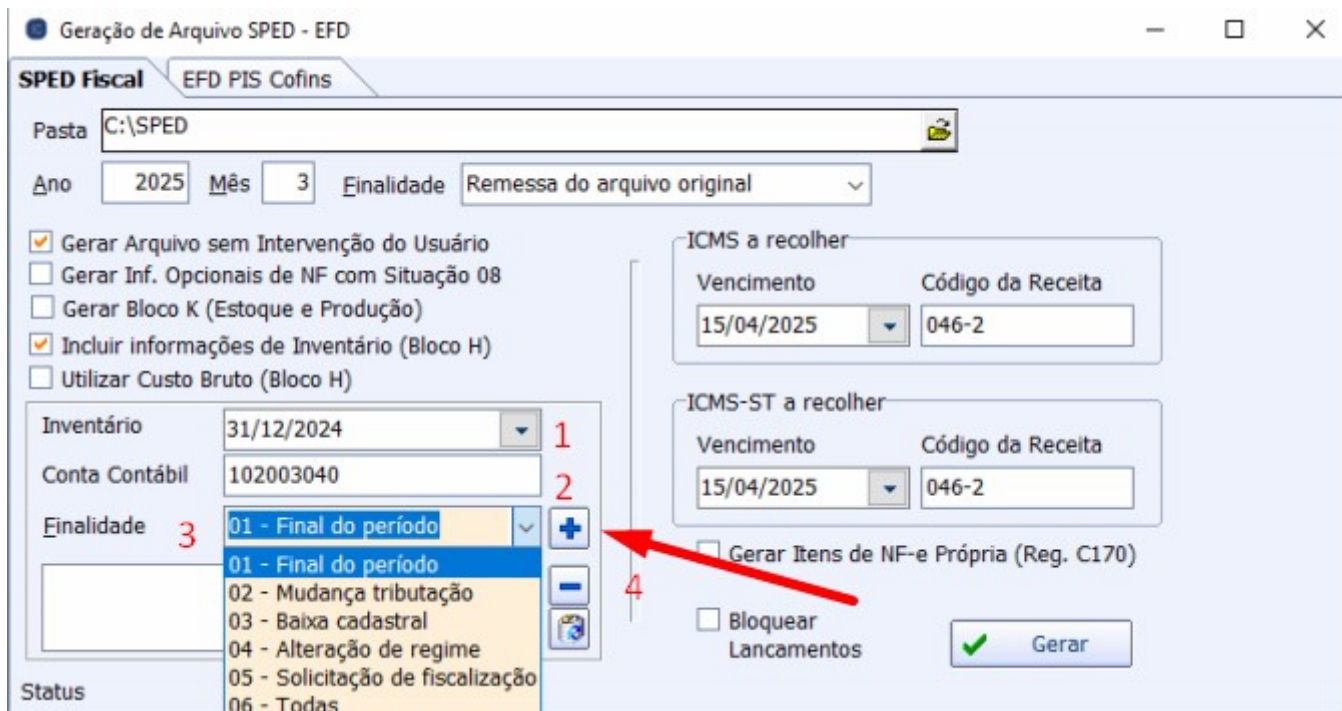 Geração de Arquivo SPED - EFD
SPED Fiscal EFD PIS Cofins
Pasta C:\SPED
Ano 2025 Mês 3 Finalidade Remessa do arquivo original
Gerar Arquivo sem Intervenção do Usuário
Gerar Inf. Opcionais de NF com Situação 08
Gerar Bloco K (Estoque e Produção)
Incluir informações de Inventário (Bloco H)
Utilizar Custo Bruto (Bloco H)
Inventário 31/12/2024 1
Conta Contábil 102003040 2
Finalidade 3 01 - Final do período
01 - Final do período
02 - Mudança tributação
03 - Baixa cadastral
04 - Alteração de regime
05 - Solicitação de fiscalização
06 - Todas
4
Status
ICMS a recolher
Vencimento Código da Receita
15/04/2025 046-2
ICMS-ST a recolher
Vencimento Código da Receita
15/04/2025 046-2
Gerar Itens de NF-e Própria (Reg. C170)
Bloquear
Lancamentos
Gerar